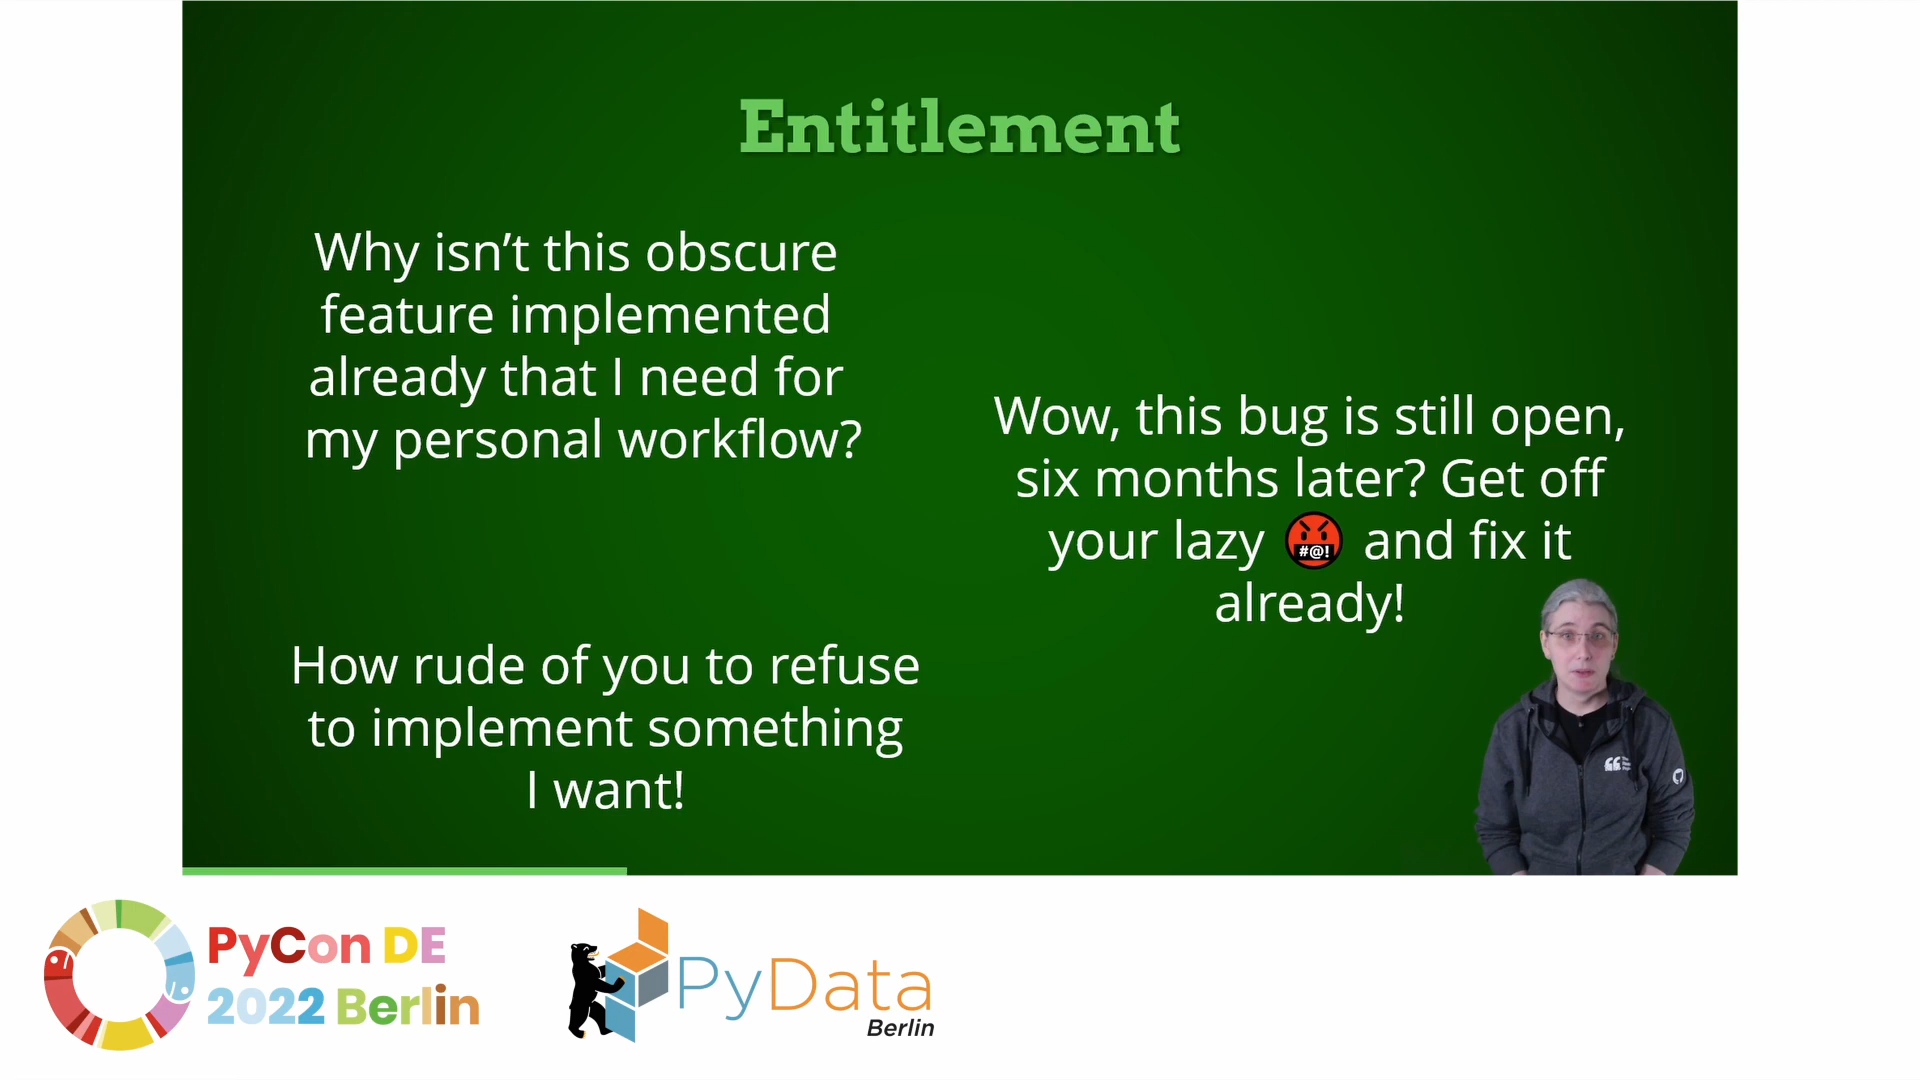 Entitlement
Why isn’t this obscure
feature implemented
already that I need for
my personal workflow?
Wow, this bug is still open,
six months later? Get off
your lazy #@! and fix it
already!
How rude of you to refuse
to implement something
I want!
PyCon DE
2022 Berlin
PyData
Berlin